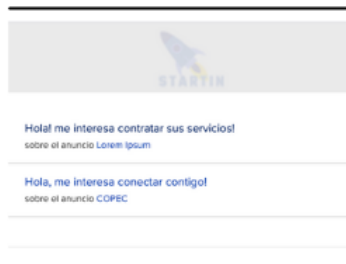 STARTIN
Hola! me interesa contratar sus servicios!
sobre el anuncio Lorem Ipsum
Hola, me interesa conectar contigo!
sobre el anuncio COPEC